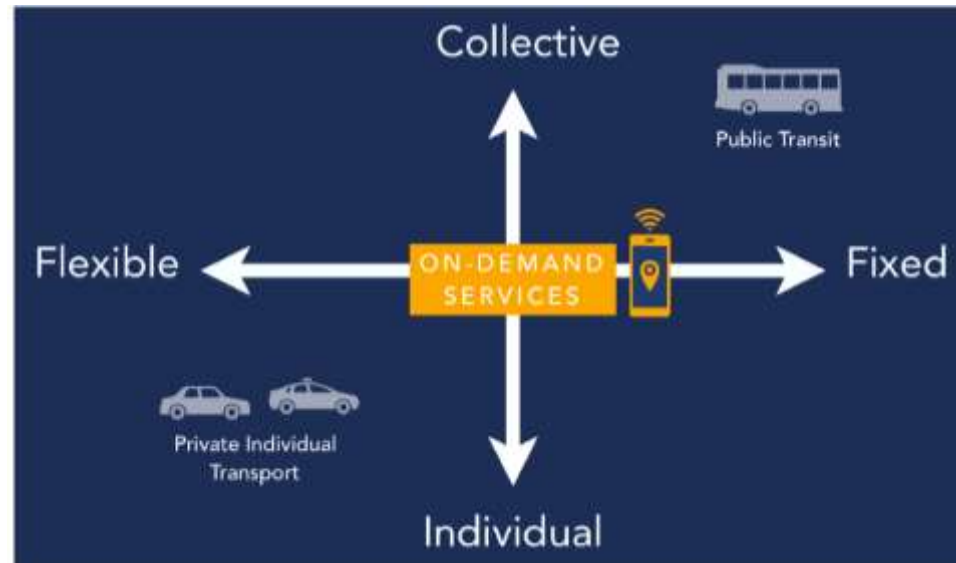 Collective
Public Transit
Flexible
ON-DEMAND
SERVICES
Fixed
Private Individual
Transport
Individual